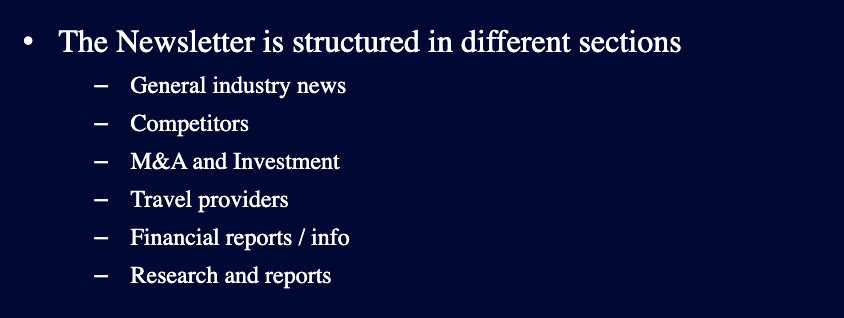 • The Newsletter is structured in different sections
– General industry news
– Competitors
– M&A and Investment
– Travel providers
– Financial reports / info
– Research and reports